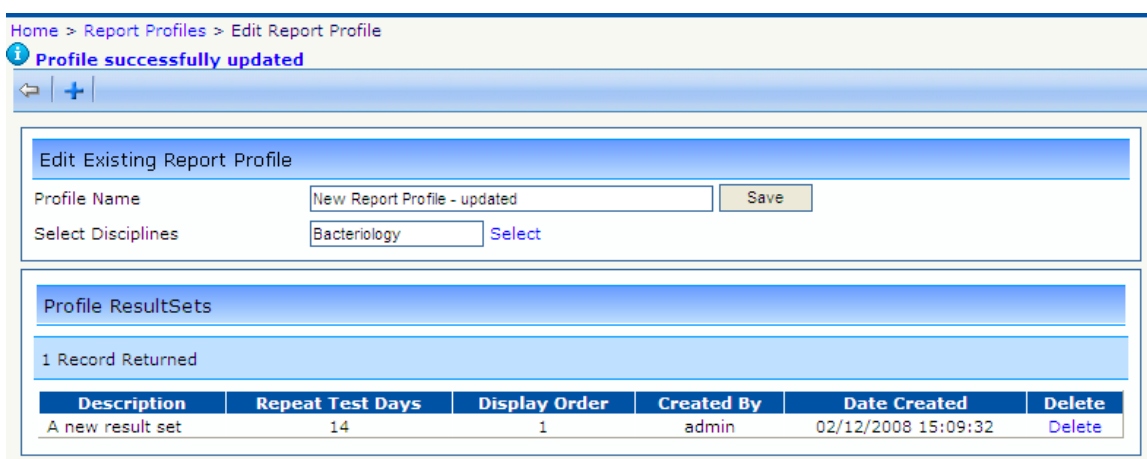 Home > Report Profiles > Edit Report Profile
Profile successfully updated
Edit Existing Report Profile
Profile Name New Report Profile - updated Save
Select Disciplines Bacteriology Select
Profile ResultSets
1 Record Returned
Description Repeat Test Days Display Order Created By Date Created Delete
A new result set 14 1 admin 02/12/2008 15:09:32 Delete